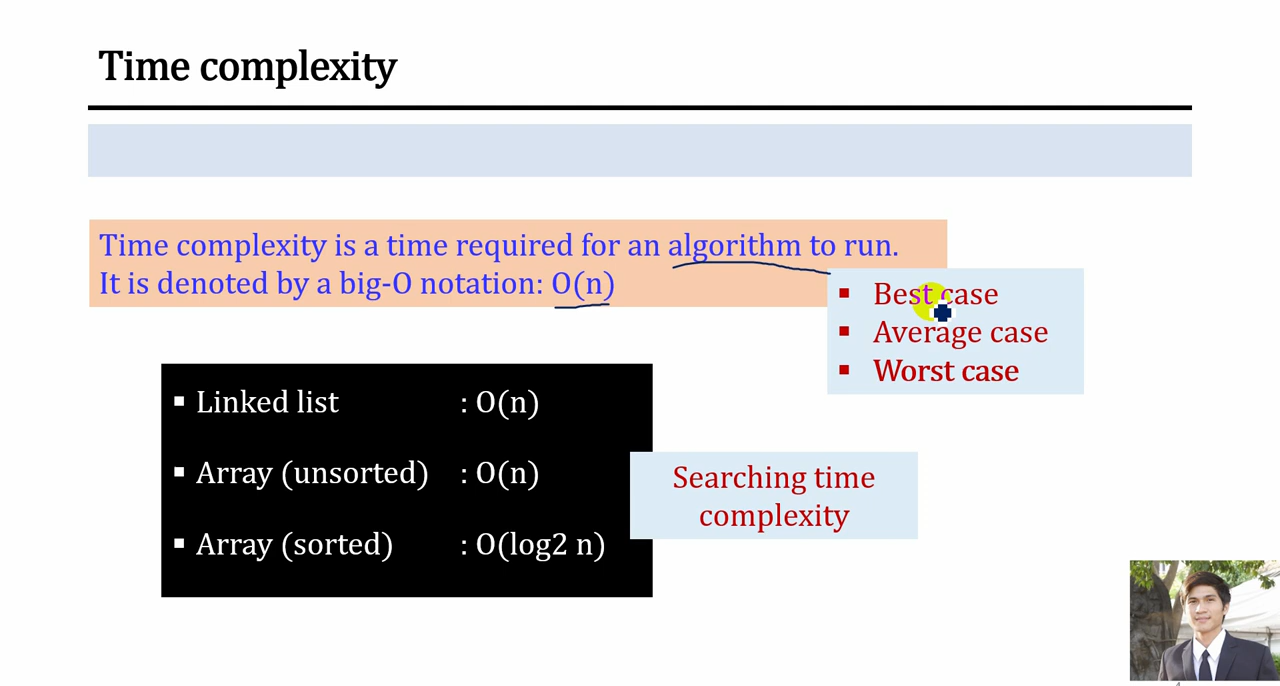 Time complexity
Time complexity is a time required for an algorithm to run.
It is denoted by a big-O notation: O(n)
▪ Best case
▪ Average case
▪ Worst case
▪ Linked list : O(n)
▪ Array (unsorted) : O(n)
▪ Array (sorted) : O(log2 n)
Searching time
complexity